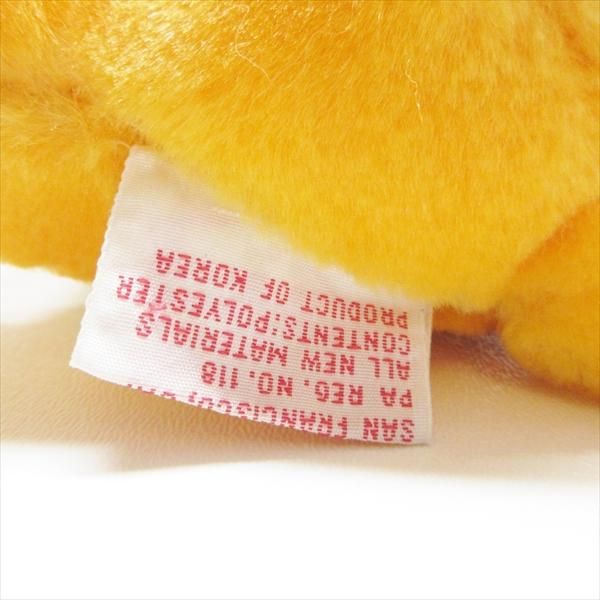 SAN FRANCISCO,
PA REG. NO. 118
ALL NEW MATERIALS
CONTENTS:POLYESTER
PRODUCT OF KOREA